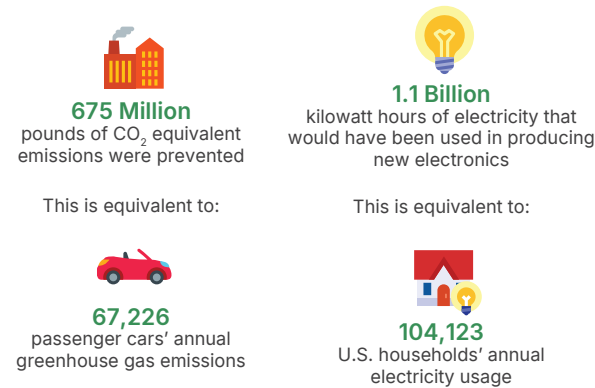 675 Million
pounds of CO₂ equivalent
emissions were prevented
This is equivalent to:
67,226
passenger cars’ annual
greenhouse gas emissions
1.1 Billion
kilowatt hours of electricity that
would have been used in producing
new electronics
This is equivalent to:
104,123
U.S. households’ annual
electricity usage